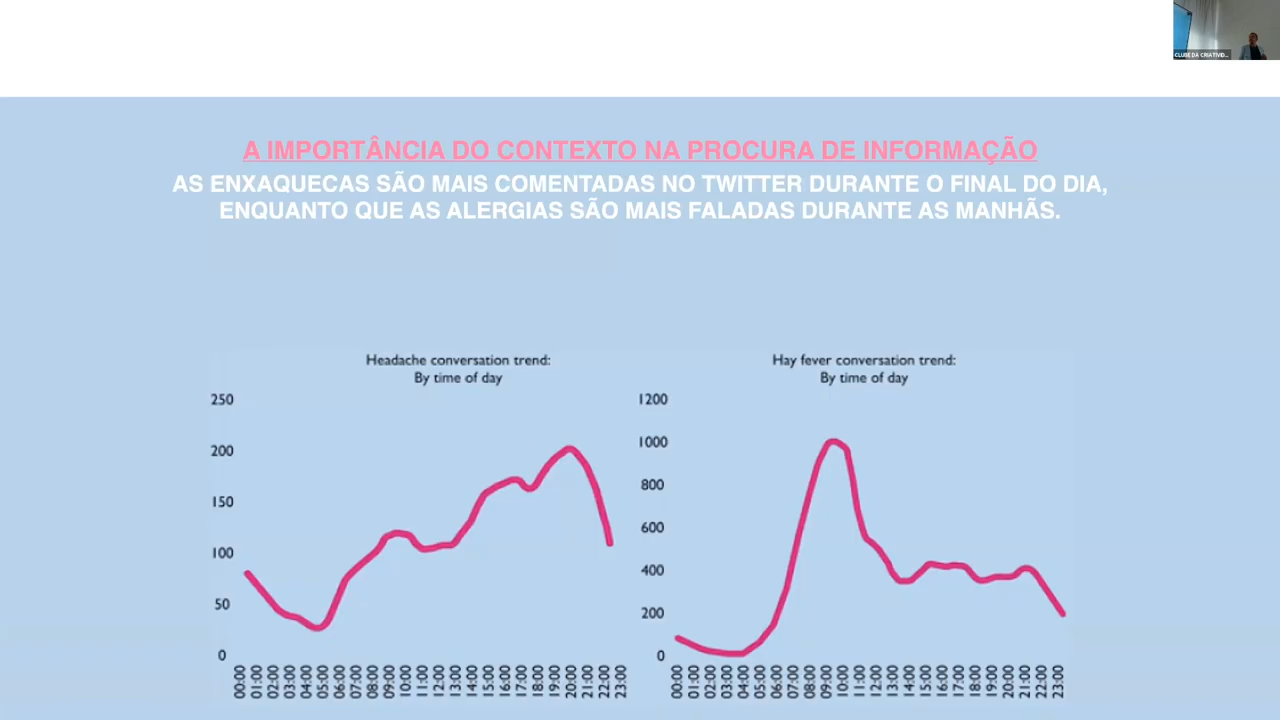 CLUBE DA CRIATIVID...
A IMPORTÂNCIA DO CONTEXTO NA PROCURA DE INFORMAÇÃO
AS ENXAQUECAS SÃO MAIS COMENTADAS NO TWITTER DURANTE O FINAL DO DIA,
ENQUANTO QUE AS ALERGIAS SÃO MAIS FALADAS DURANTE AS MANHÃS.
Headache conversation trend:
By time of day
250
200
150
100
50
0
00:00 01:00 02:00 03:00 04:00 05:00 06:00 07:00 08:00 09:00 10:00 11:00 12:00 13:00 14:00 15:00 16:00 17:00 18:00 19:00 20:00 21:00 22:00 23:00
Hay fever conversation trend:
By time of day
1200
1000
800
600
400
200
0
00:00 01:00 02:00 03:00 04:00 05:00 06:00 07:00 08:00 09:00 10:00 11:00 12:00 13:00 14:00 15:00 16:00 17:00 18:00 19:00 20:00 21:00 22:00 23:00